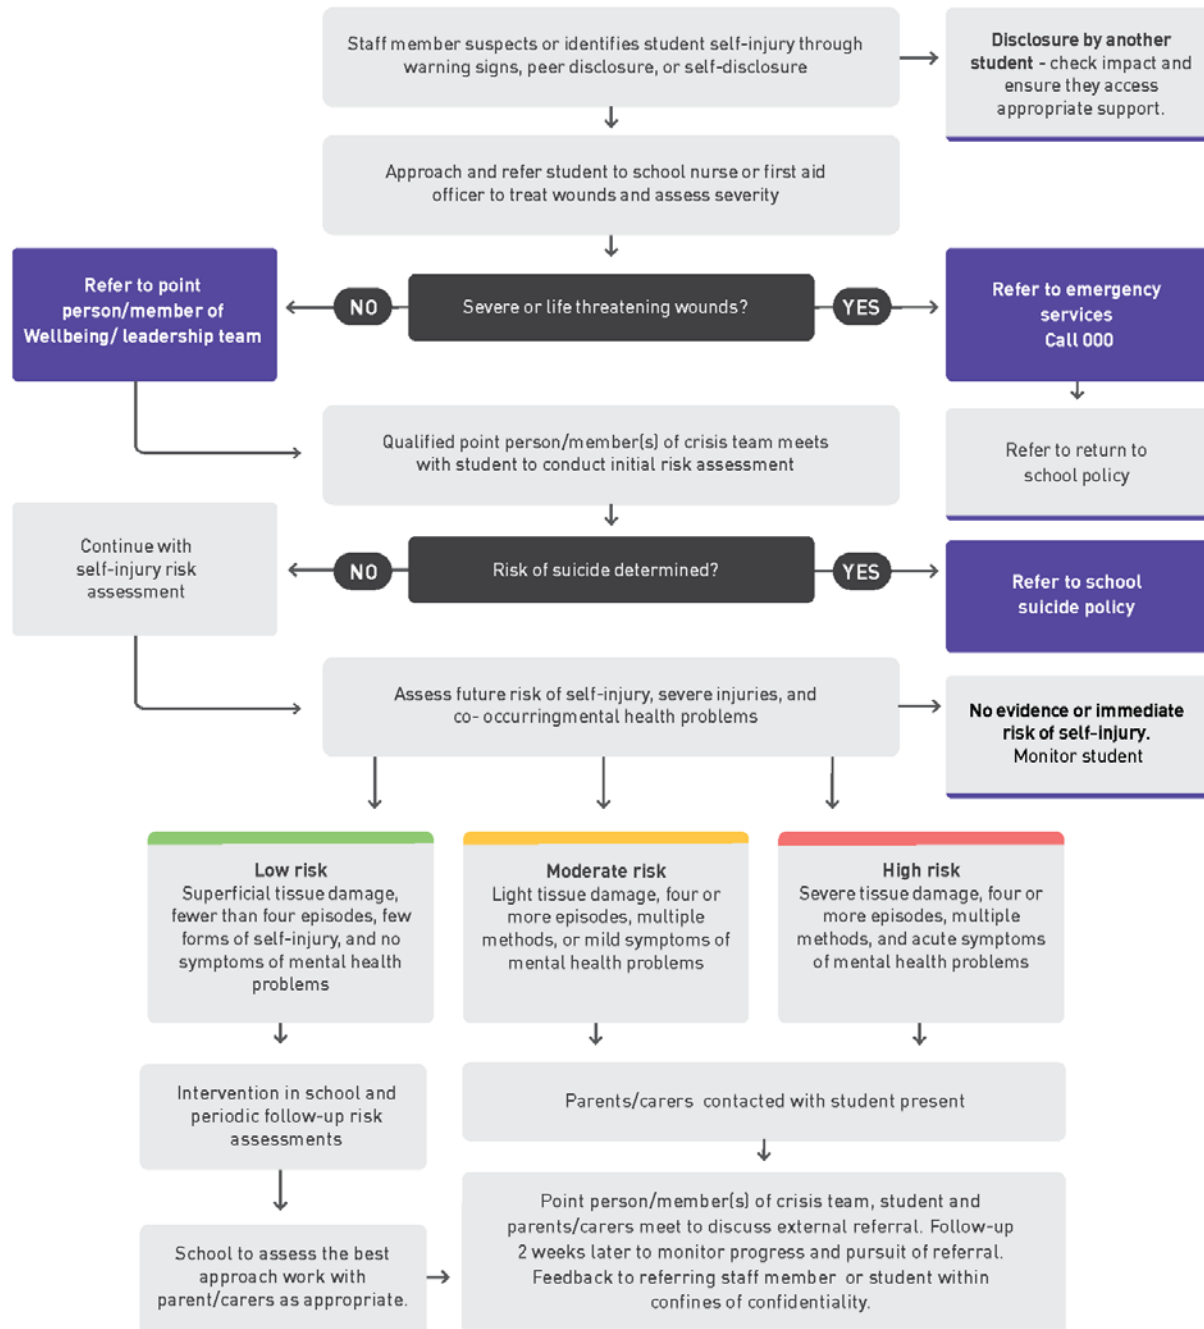 Staff member suspects or identifies student self-injury through
warning signs, peer disclosure, or self-disclosure
Disclosure by another
student - check impact and
ensure they access
appropriate support.
Approach and refer student to school nurse or first aid
officer to treat wounds and assess severity
Refer to point
person/member of
Wellbeing/ leadership team
NO
Severe or life threatening wounds?
YES
Refer to emergency
services
Call 000
Qualified point person/member(s) of crisis team meets
with student to conduct initial risk assessment
Refer to return to
school policy
Continue with
self-injury risk
assessment
NO
Risk of suicide determined?
YES
Refer to school
suicide policy
Assess future risk of self-injury, severe injuries, and
co- occurringmental health problems
No evidence or immediate
risk of self-injury.
Monitor student
Low risk
Superficial tissue damage,
fewer than four episodes, few
forms of self-injury, and no
symptoms of mental health
problems
Moderate risk
Light tissue damage, four or
more episodes, multiple
methods, or mild symptoms of
mental health problems
High risk
Severe tissue damage, four or
more episodes, multiple
methods, and acute symptoms
of mental health problems
Intervention in school and
periodic follow-up risk
assessments
Parents/carers contacted with student present
School to assess the best
approach work with
parent/carers as appropriate.
Point person/member(s) of crisis team, student and
parents/carers meet to discuss external referral. Follow-up
2 weeks later to monitor progress and pursuit of referral.
Feedback to referring staff member or student within
confines of confidentiality.